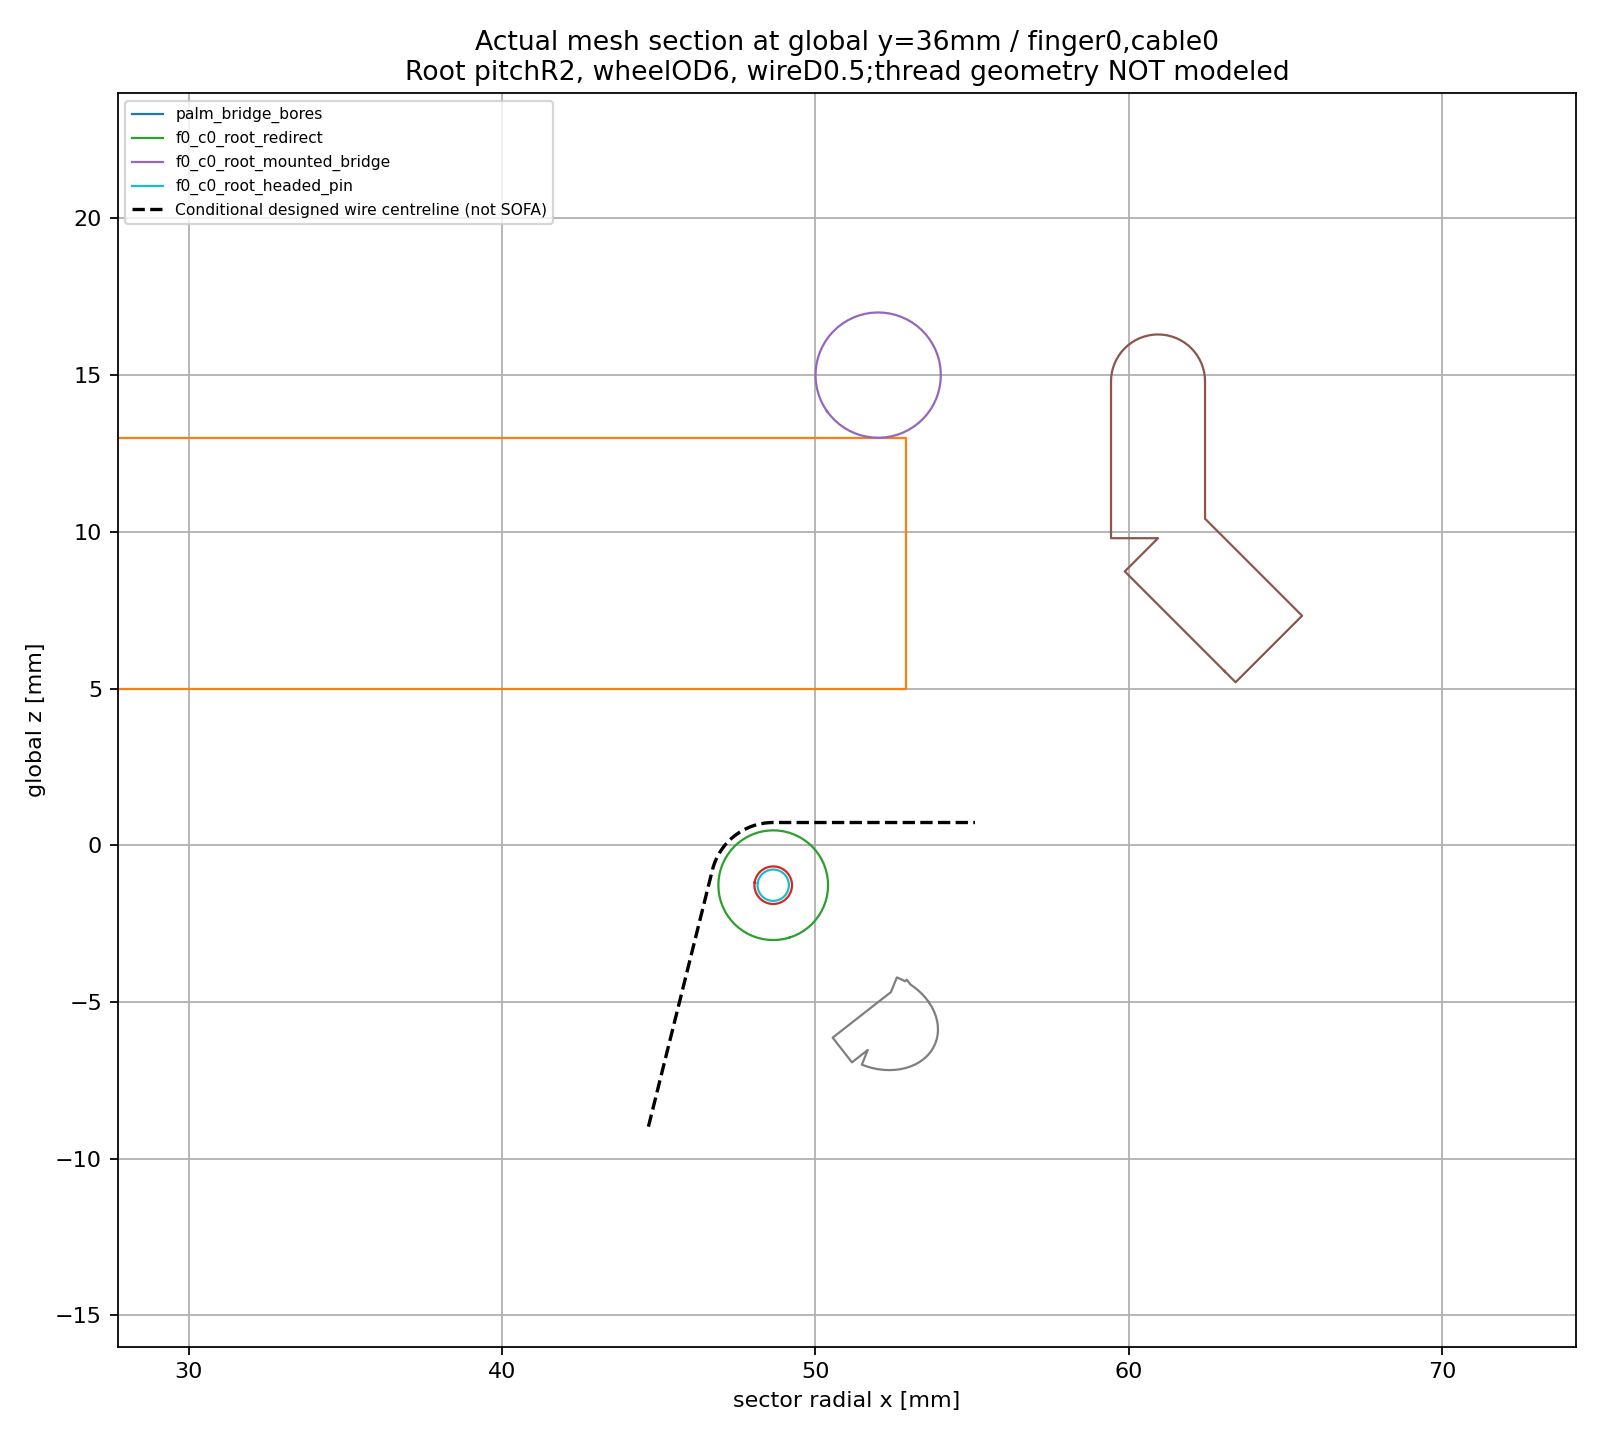 Actual mesh section at global y=36mm / finger0,cable0
Root pitchR2, wheelOD6, wireD0.5;thread geometry NOT modeled
palm_bridge_bores
f0_c0_root_redirect
f0_c0_root_mounted_bridge
f0_c0_root_headed_pin
Conditional designed wire centreline (not SOFA)
20
15
10
5
0
−5
−10
−15
global z [mm]
30
40
50
60
70
sector radial x [mm]